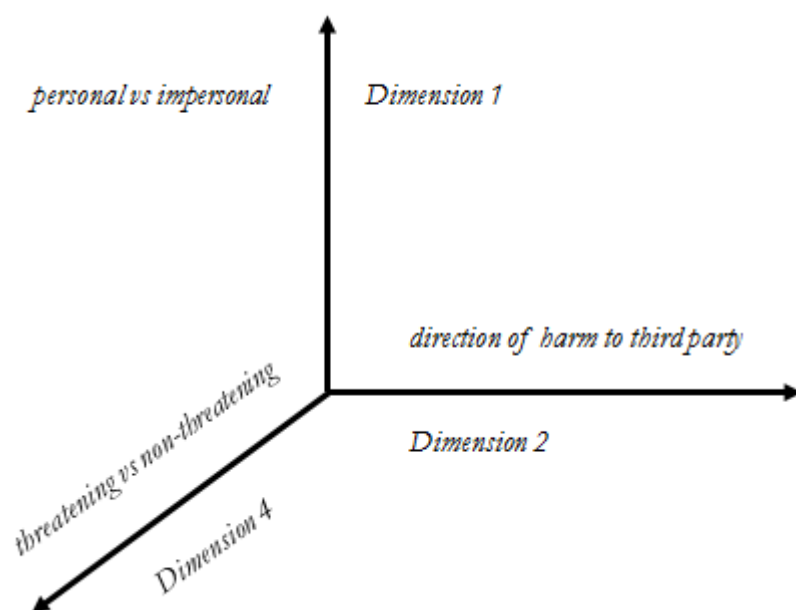 personal vs impersonal
Dimension 1
direction of harm to third party
Dimension 2
threatening vs non-threatening
Dimension 4